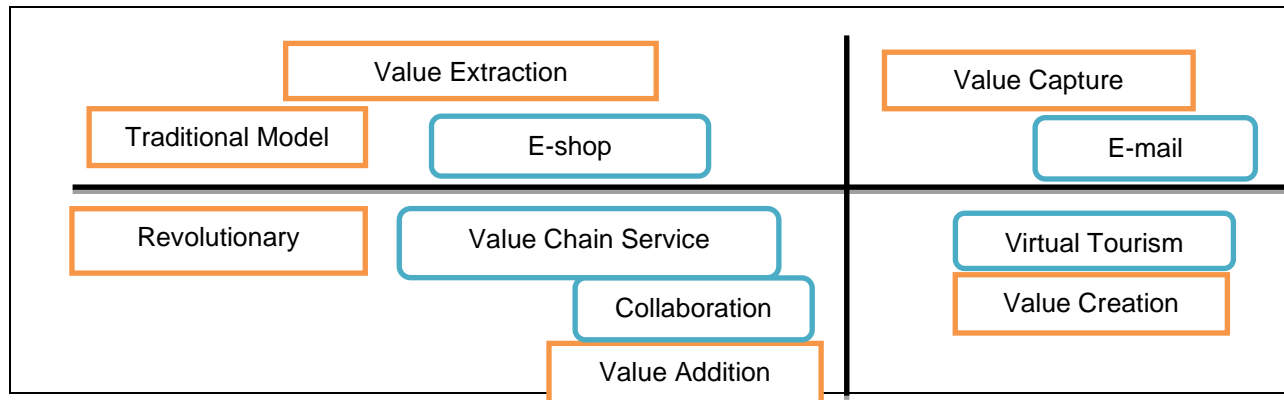 Value Extraction
Value Capture
Traditional Model
E-shop
E-mail
Revolutionary
Value Chain Service
Virtual Tourism
Collaboration
Value Creation
Value Addition